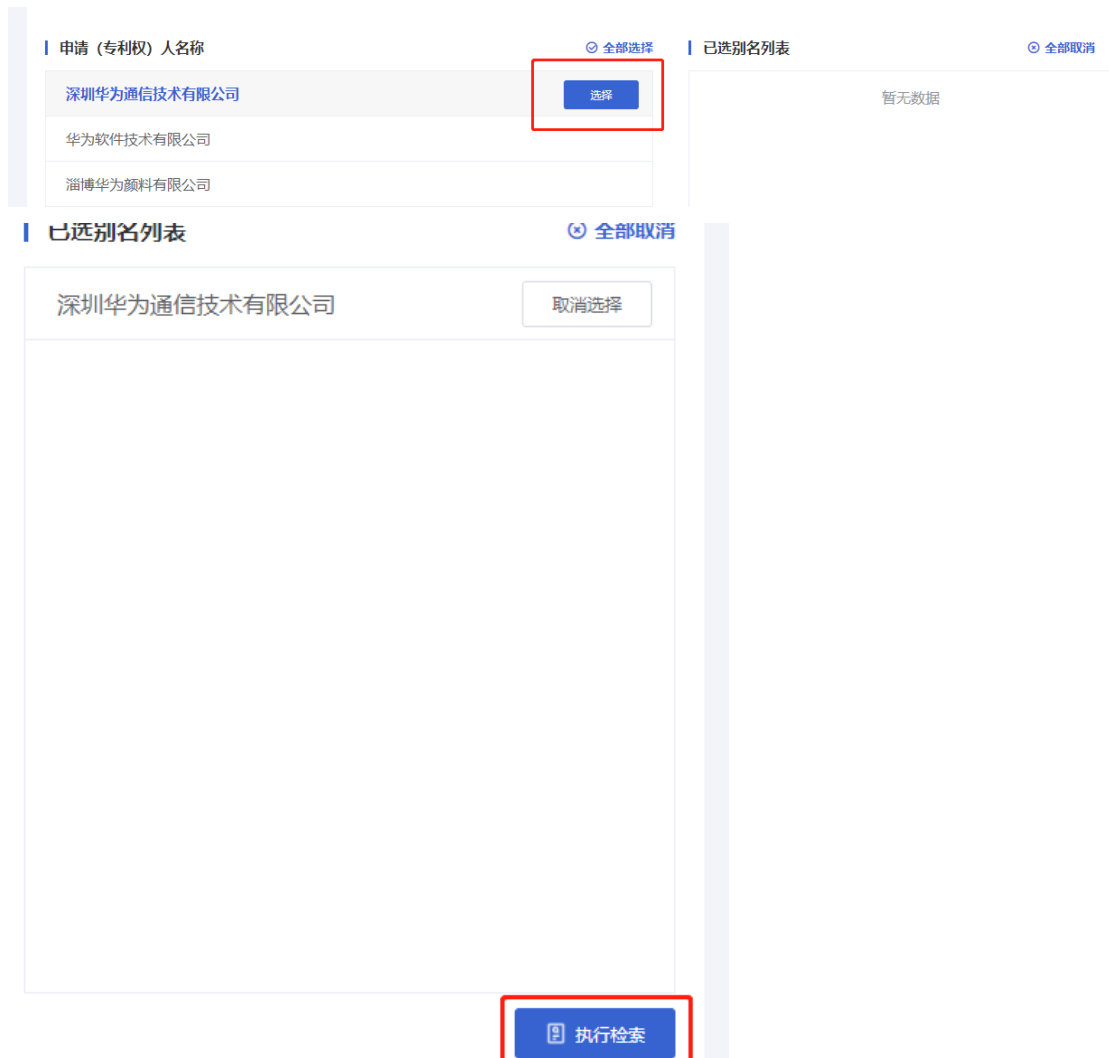 申请（专利权）人名称
全部选择
已选别名列表
全部取消
深圳华为通信技术有限公司
选择
暂无数据
华为软件技术有限公司
淄博华为颜料有限公司
已选别名列表
全部取消
深圳华为通信技术有限公司
取消选择
执行检索